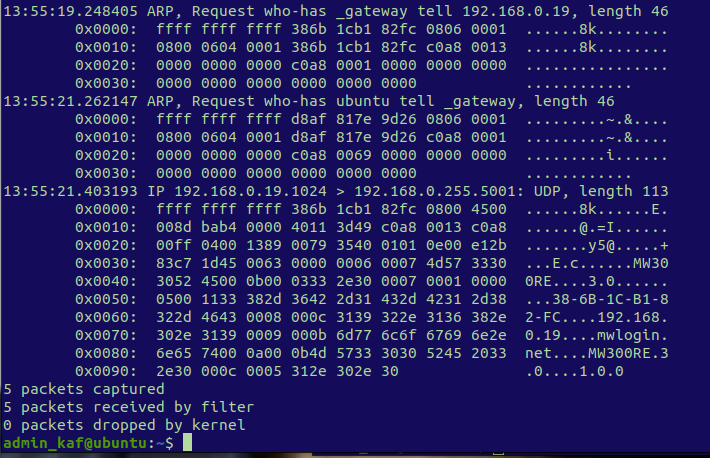 13:55:19.248405 ARP, Request who-has _gateway tell 192.168.0.19, length 46
0x0000:  ffff ffff ffff 386b 1cb1 82fc 0806 0001  ......8k........
0x0010:  0800 0604 0001 386b 1cb1 82fc c0a8 0013  ......8k........
0x0020:  0000 0000 0000 c0a8 0001 0000 0000 0000  ................
0x0030:  0000 0000 0000 0000 0000 0000  ............
13:55:21.262147 ARP, Request who-has ubuntu tell _gateway, length 46
0x0000:  ffff ffff ffff d8af 817e 9d26 0806 0001  .........~.&....
0x0010:  0800 0604 0001 d8af 817e 9d26 c0a8 0001  .........~.&....
0x0020:  0000 0000 0000 c0a8 0069 0000 0000 0000  .........i......
0x0030:  0000 0000 0000 0000 0000 0000  ............
13:55:21.403193 IP 192.168.0.19.1024 > 192.168.0.255.5001: UDP, length 113
0x0000:  ffff ffff ffff 386b 1cb1 82fc 0800 4500  ......8k......E.
0x0010:  008d bab4 0000 4011 3d49 c0a8 0013 c0a8  ......@.=I......
0x0020:  00ff 0400 1389 0079 3540 0101 0e00 e12b  .......y5@.....+
0x0030:  83c7 1d45 0063 0000 0006 0007 4d57 3330  ...E.c......MW30
0x0040:  3052 4500 0b00 0333 2e30 0007 0001 0000  0RE....3.0......
0x0050:  0500 1133 382d 3642 2d31 432d 4231 2d38  ...38-6B-1C-B1-8
0x0060:  322d 4643 0008 000c 3139 322e 3136 382e  2-FC....192.168.
0x0070:  302e 3139 0009 000b 6d77 6c6f 6769 6e2e  0.19....mwlogin.
0x0080:  6e65 7400 0a00 0b4d 5733 3030 5245 2033  net....MW300RE.3
0x0090:  2e30 000c 0005 312e 302e 30  .0....1.0.0
5 packets captured
5 packets received by filter
0 packets dropped by kernel
admin_kaf@ubuntu:~$